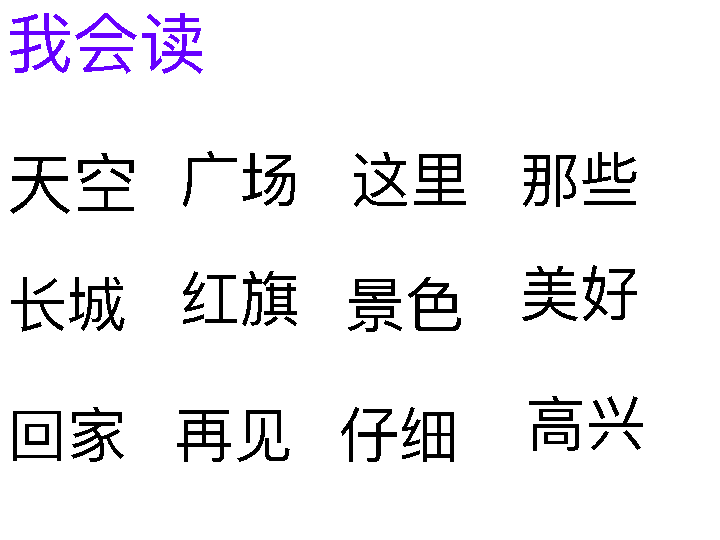 我会读
天空 广场 这里 那些
长城 红旗 景色 美好
回家 再见 仔细 高兴